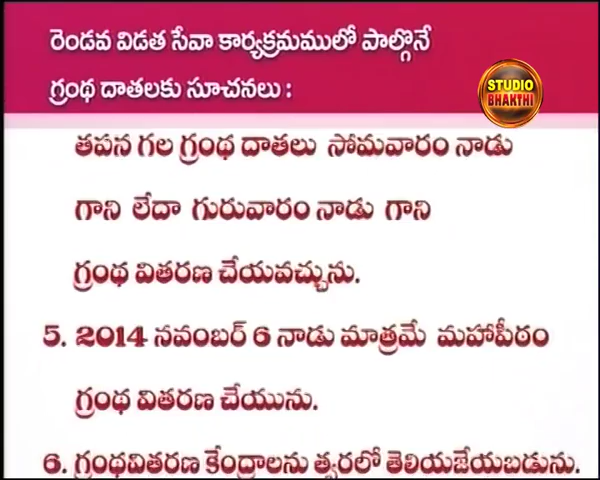 రెండవ విడత సేవా కార్యక్రమములో పాల్గొనే
గ్రంథ దాతలకు సూచనలు :
STUDIO
BHAKTHI
తపన గల గ్రంథ దాతలు సోమవారం నాడు
గాని లేదా గురువారం నాడు గాని
గ్రంథ వితరణ చేయవచ్చును.
5. 2014 నవంబర్ 6 నాడు మాత్రమే మహాపీఠం
గ్రంథ వితరణ చేయును.
6. గ్రంథవితరణ కేంద్రాలను త్వరలో తెలియజేయబడును.